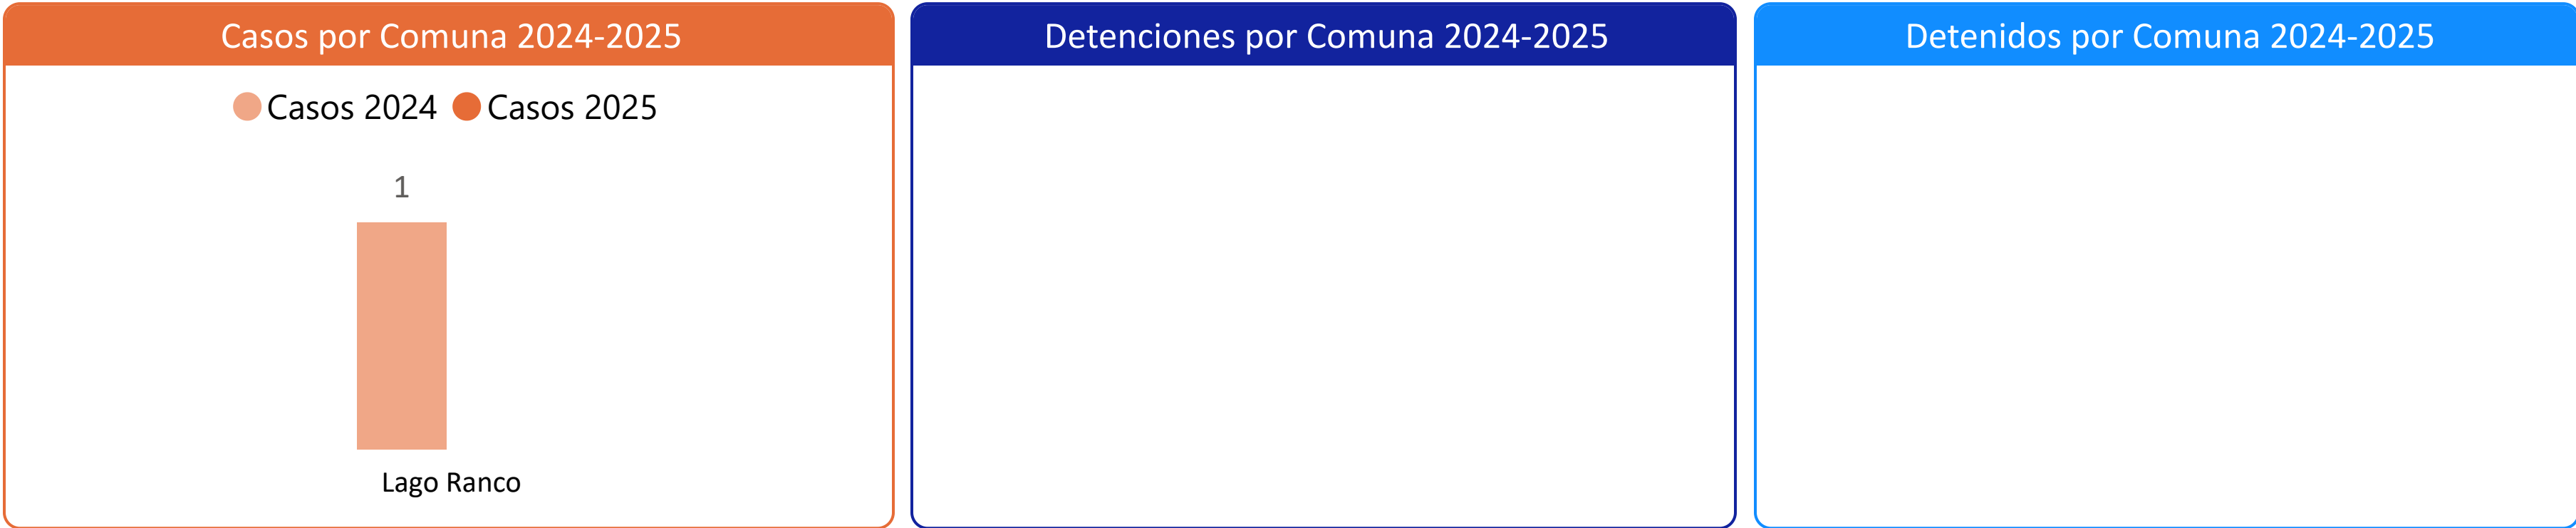 Casos por Comuna 2024-2025
Casos 2024 Casos 2025
1
Lago Ranco
Detenciones por Comuna 2024-2025
Detenidos por Comuna 2024-2025